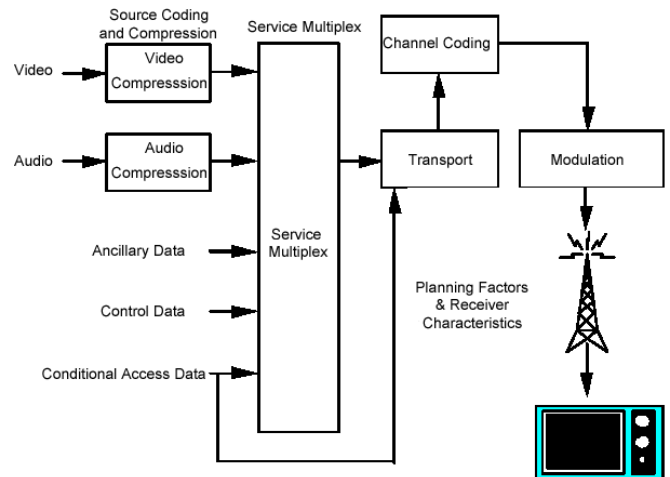 Source Coding
and Compression
Service Multiplex
Video
Video
Compresssion
Channel Coding
Audio
Audio
Compresssion
Transport
Modulation
Service
Multiplex
Ancillary Data
Planning Factors
& Receiver
Characteristics
Control Data
Conditional Access Data